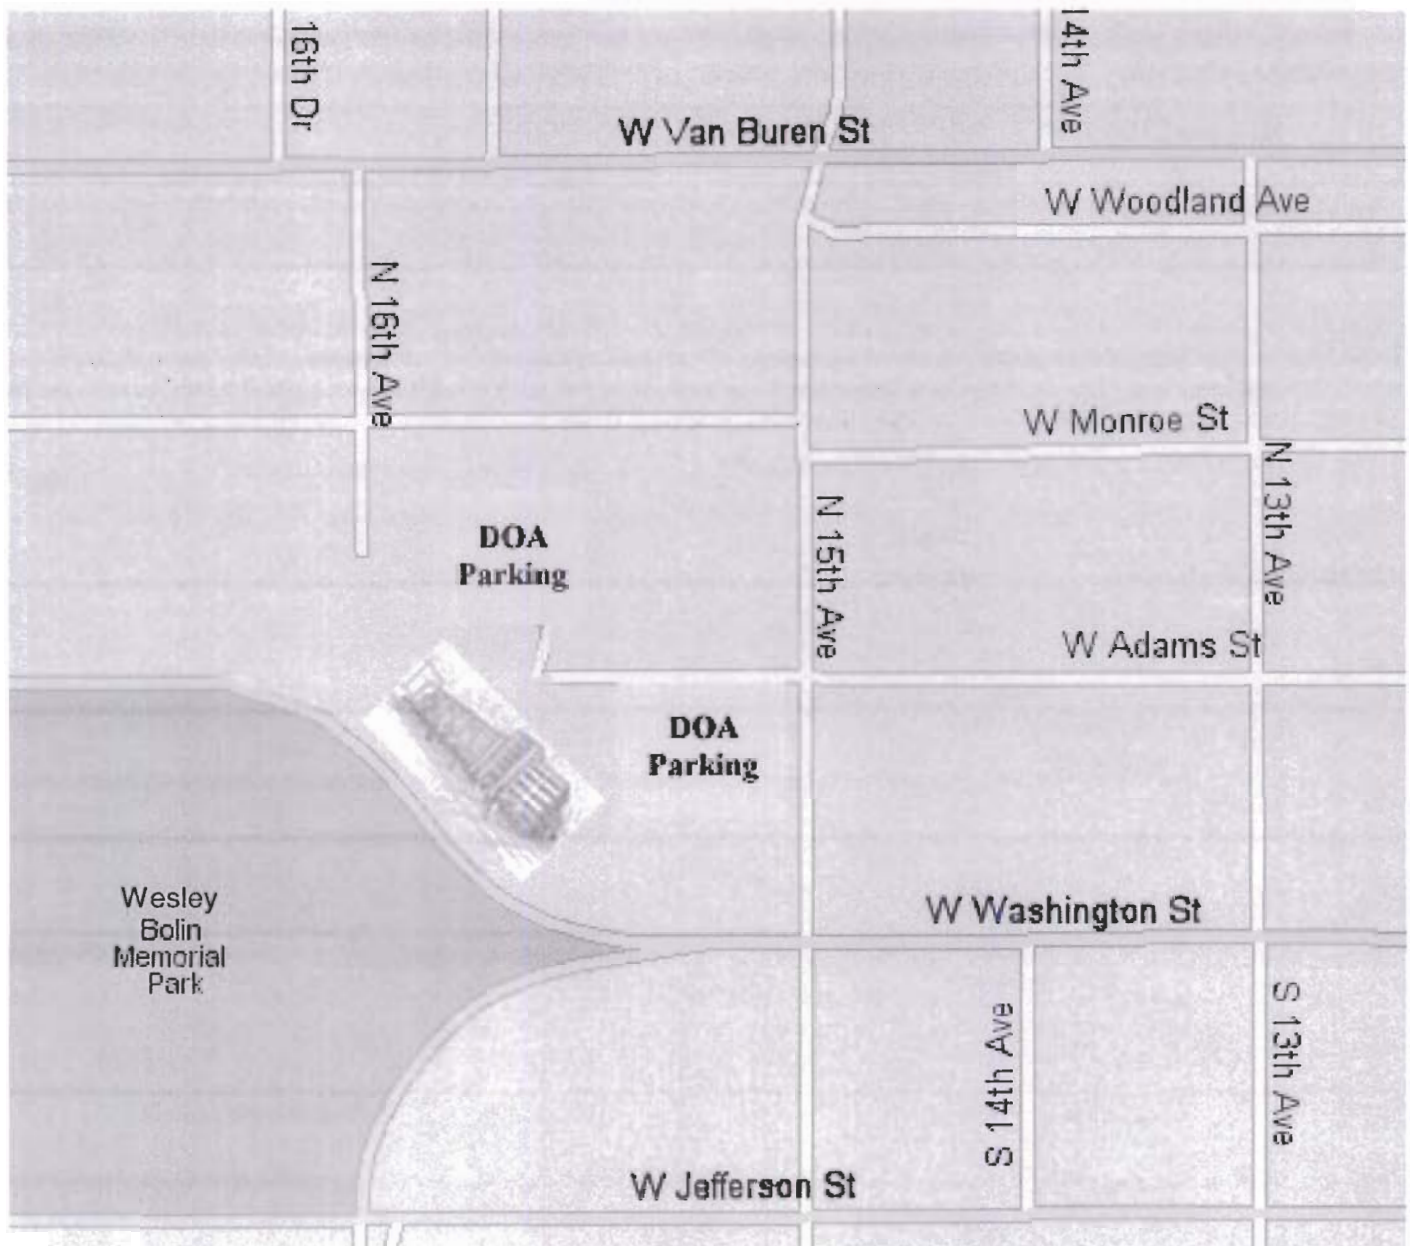 16th Dr
14th Ave
W Van Buren St
W Woodland Ave
N 16th Ave
W Monroe St
N 13th Ave
N 15th Ave
DOA
Parking
W Adams St
DOA
Parking
Wesley
Bolin
Memorial
Park
W Washington St
S 14th Ave
S 13th Ave
W Jefferson St